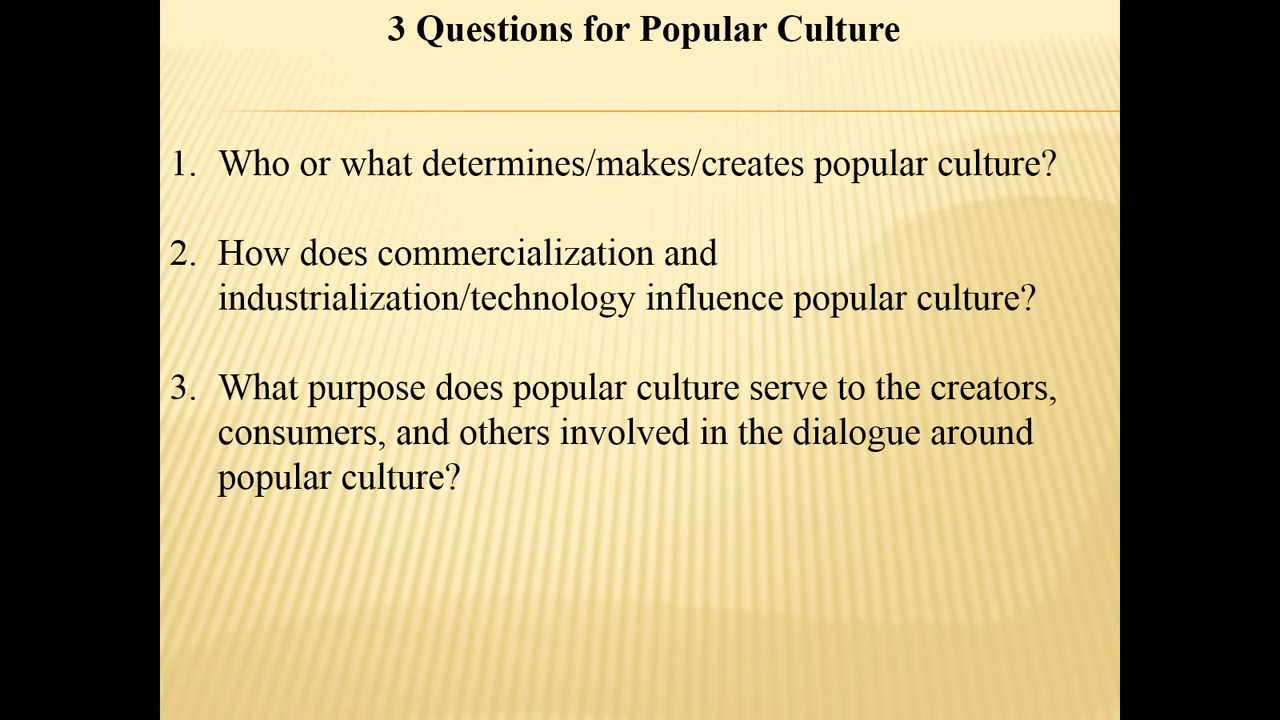 3 Questions for Popular Culture
1. Who or what determines/makes/creates popular culture?
2. How does commercialization and
industrialization/technology influence popular culture?
3. What purpose does popular culture serve to the creators,
consumers, and others involved in the dialogue around
popular culture?